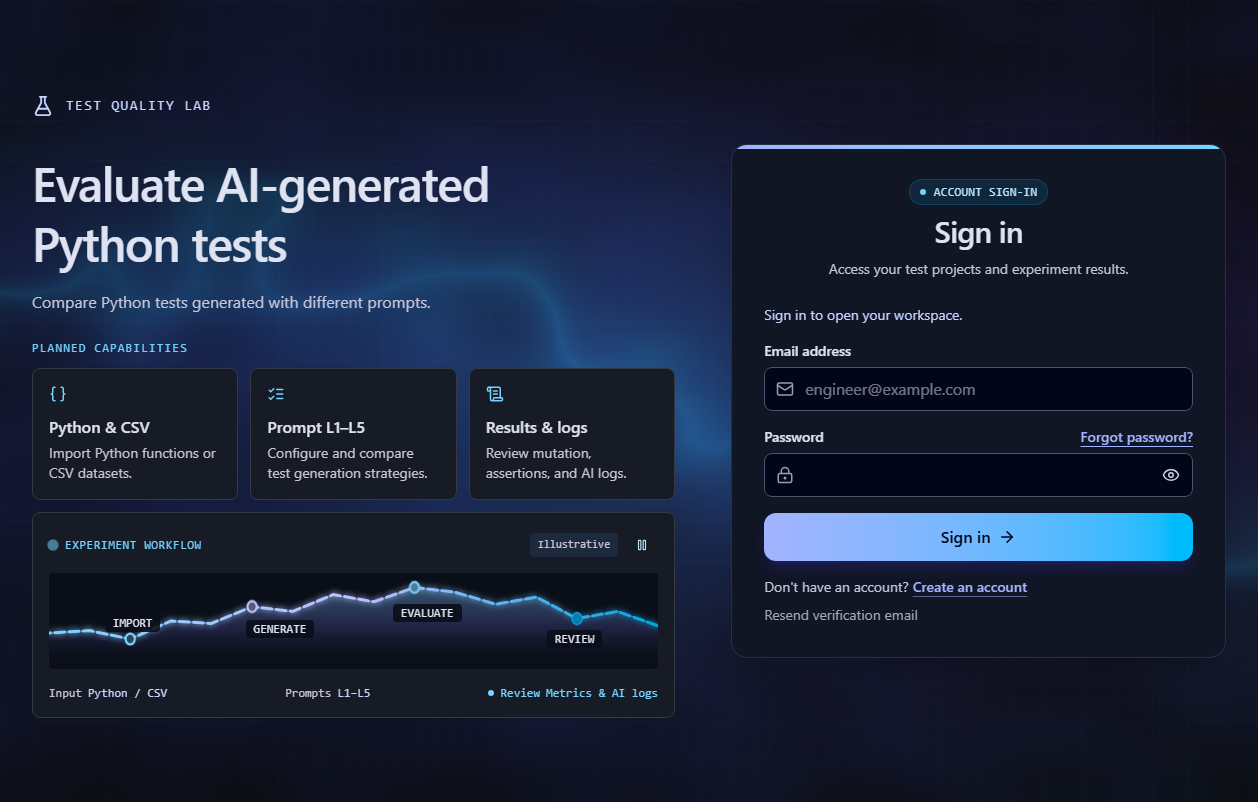 TEST QUALITY LAB
Evaluate AI-generated
Python tests
Compare Python tests generated with different prompts.
PLANNED CAPABILITIES
Python & CSV
Import Python functions or
CSV datasets.
Prompt L1–L5
Configure and compare
test generation strategies.
Results & logs
Review mutation,
assertions, and AI logs.
EXPERIMENT WORKFLOW
Illustrative
IMPORT
GENERATE
EVALUATE
REVIEW
Input Python / CSV
Prompts L1–L5
Review Metrics & AI logs
ACCOUNT SIGN-IN
Sign in
Access your test projects and experiment results.
Sign in to open your workspace.
Email address
engineer@example.com
Password
Forgot password?
Sign in →
Don't have an account? Create an account
Resend verification email